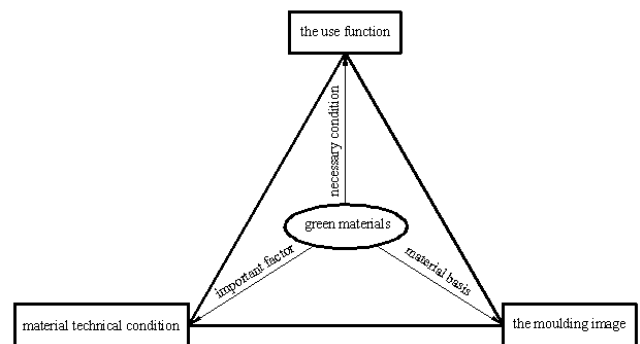 the use function
necessary condition
green materials
important factor
material basis
material technical condition
the moulding image